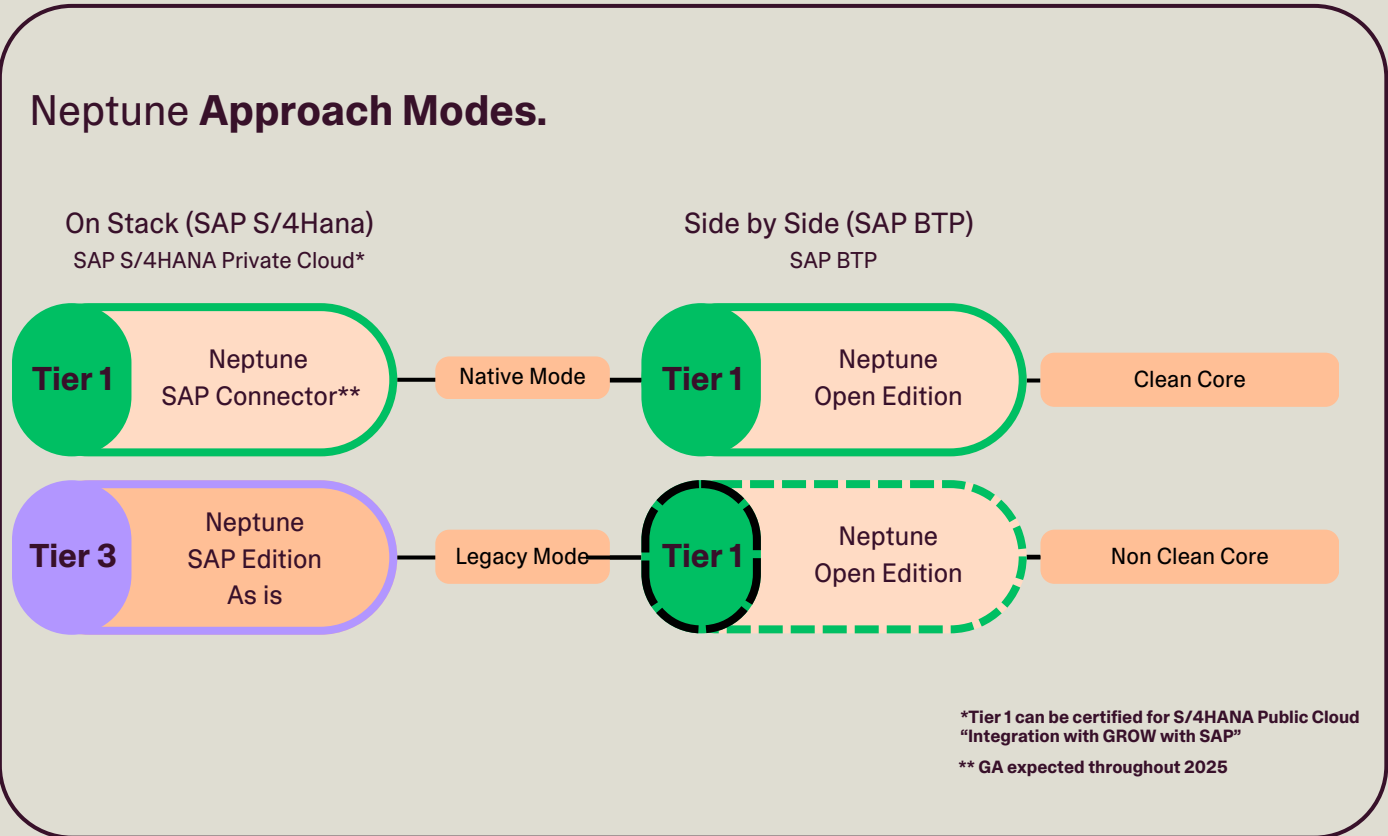 Neptune Approach Modes.
On Stack (SAP S/4Hana)
SAP S/4HANA Private Cloud*
Side by Side (SAP BTP)
SAP BTP
Tier 1
Neptune
SAP Connector**
Native Mode
Tier 1
Neptune
Open Edition
Clean Core
Tier 3
Neptune
SAP Edition
As is
Legacy Mode
Tier 1
Neptune
Open Edition
Non Clean Core
*Tier 1 can be certified for S/4HANA Public Cloud
“Integration with GROW with SAP”
** GA expected throughout 2025